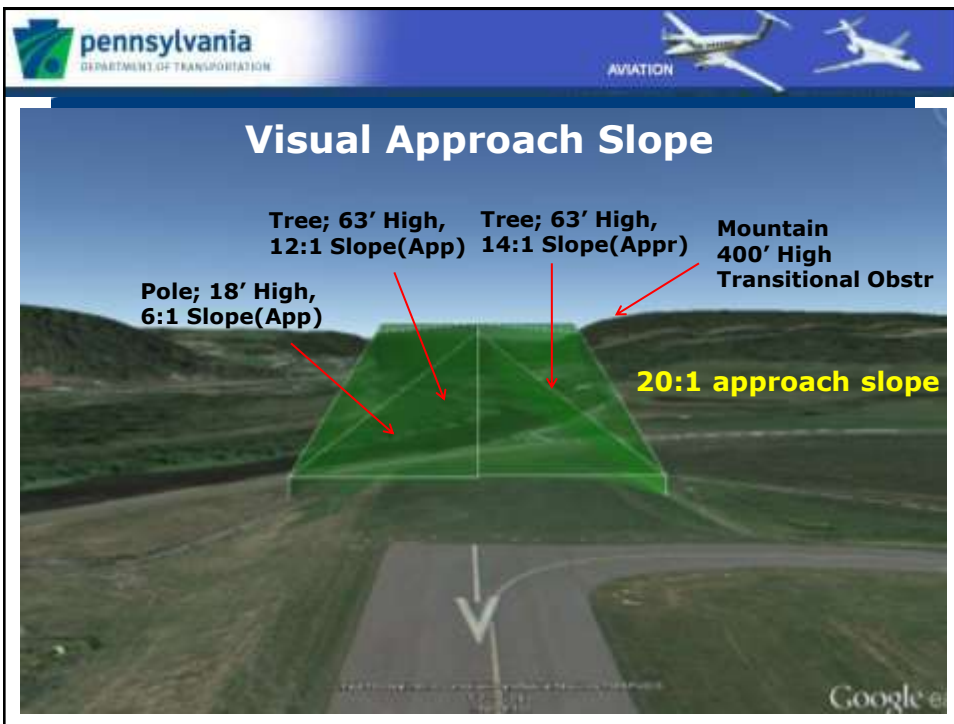 pennsylvania
DEPARTMENT OF TRANSPORTATION
AVIATION
Visual Approach Slope
Tree; 63’ High,
12:1 Slope(App)
Tree; 63’ High,
14:1 Slope(Appr)
Mountain
400’ High
Transitional Obstr
Pole; 18’ High,
6:1 Slope(App)
20:1 approach slope
Google ea